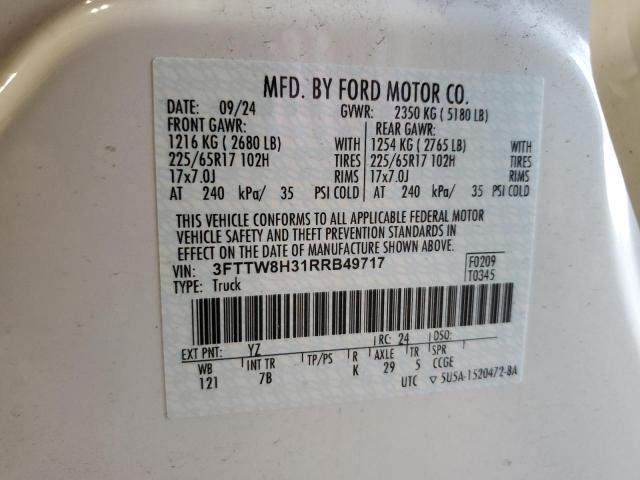 MFD. BY FORD MOTOR CO.
DATE: 09/24 GVWR: 2350 KG ( 5180 LB)
FRONT GAWR: REAR GAWR:
1216 KG ( 2680 LB) WITH 1254 KG ( 2765 LB) WITH
225/65R17 102H TIRES 225/65R17 102H TIRES
17x7.0J RIMS 17x7.0J RIMS
AT 240 kPa/ 35 PSI COLD AT 240 kPa/ 35 PSI COLD
THIS VEHICLE CONFORMS TO ALL APPLICABLE FEDERAL MOTOR
VEHICLE SAFETY AND THEFT PREVENTION STANDARDS IN
EFFECT ON THE DATE OF MANUFACTURE SHOWN ABOVE.
VIN: 3FTTW8H31RRB49717 F0209
TYPE: Truck T0345
EXT PNT: YZ RC: 24 DSO:
WB INT TR TP/PS R AXLE TR SPR
121 7B K 29 5 CCGE
UTC ▽ 5U5A-1520472-BA